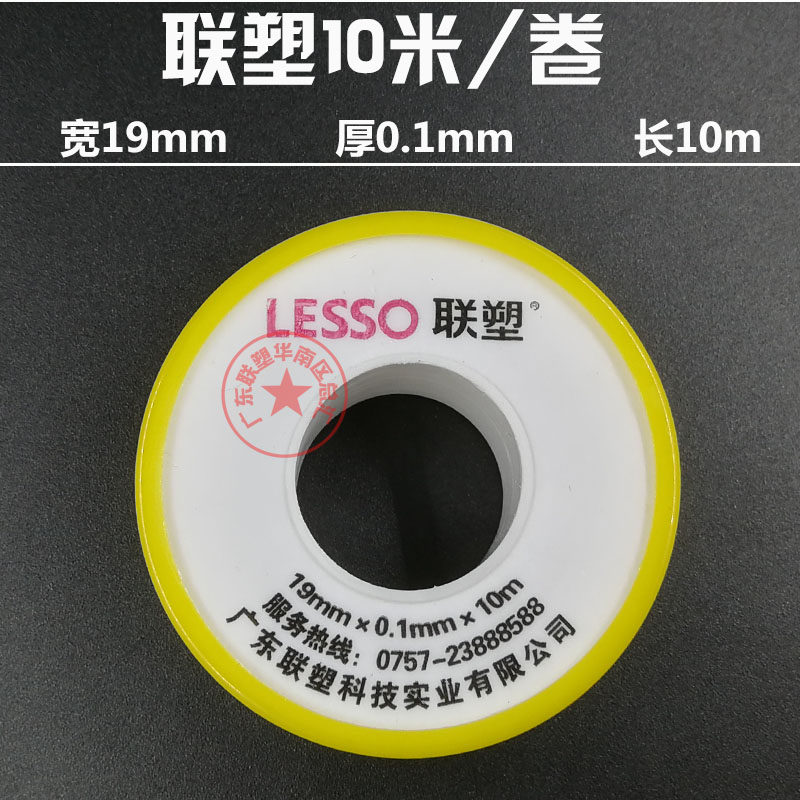 联塑10米/卷
宽19mm 厚0.1mm 长10m
LESSO 联塑®
广东联塑华南区总
19mm×0.1mm×10m
服务热线：0757-23888588
广东联塑科技实业有限公司